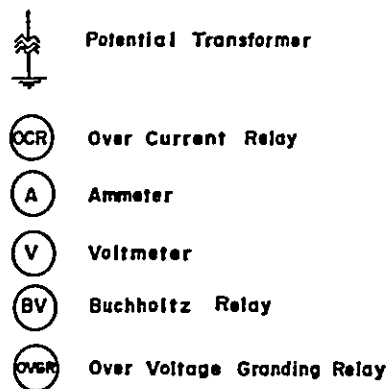 Potential Transformer
OCR Over Current Relay
A Ammeter
V Voltmeter
BV Buchholtz Relay
OVGR Over Voltage Granding Relay